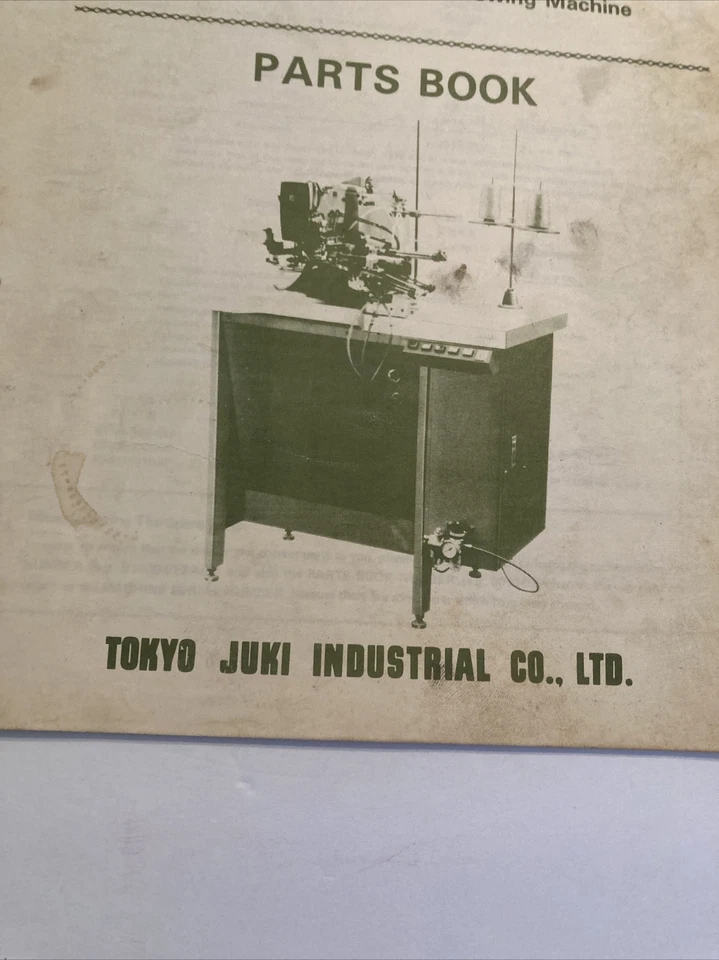 Machine
PARTS BOOK
TOKYO JUKI INDUSTRIAL CO., LTD.